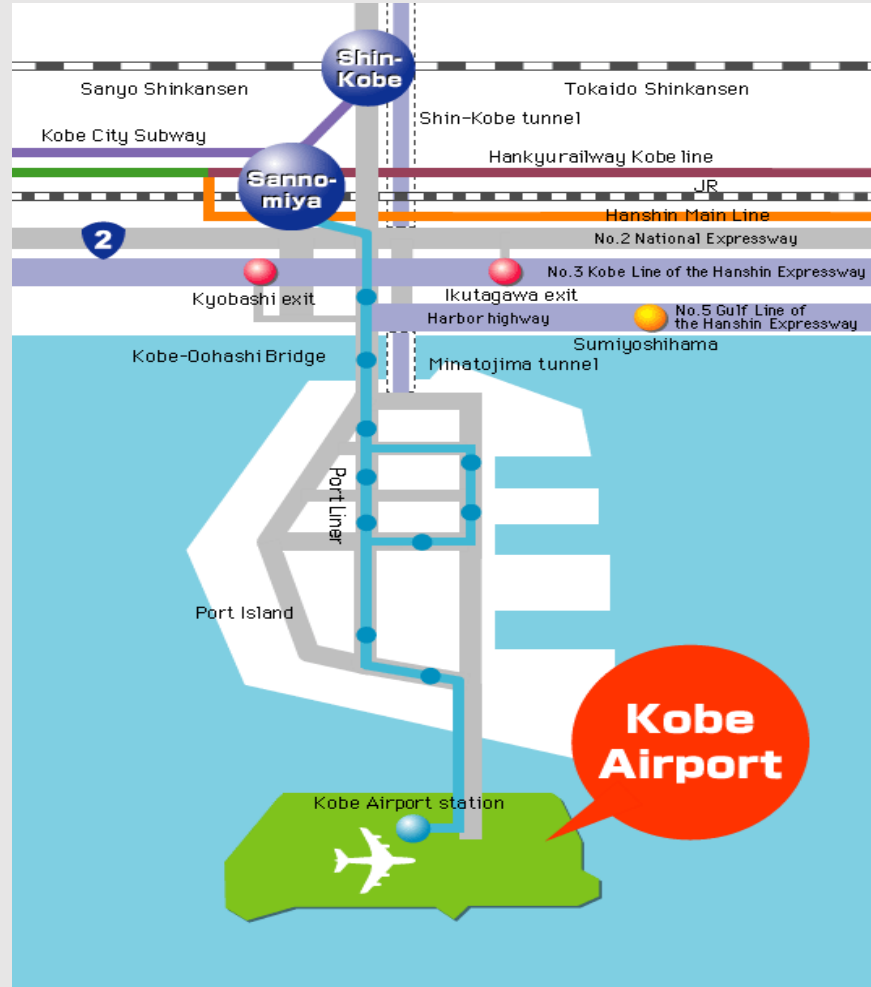 Shin-
Kobe
Sanyo Shinkansen
Tokaido Shinkansen
Shin-Kobe tunnel
Kobe City Subway
Hankyurailway Kobe line
Sanno-
miya
JR
Hanshin Main Line
2
No.2 National Expressway
No.3 Kobe Line of the Hanshin Expressway
Kyobashi exit
Ikutagawa exit
Harbor highway
No.5 Gulf Line of
the Hanshin Expressway
Sumiyoshihama
Kobe-Oohashi Bridge
Minatojima tunnel
Port Liner
Port Island
Kobe
Airport
Kobe Airport station